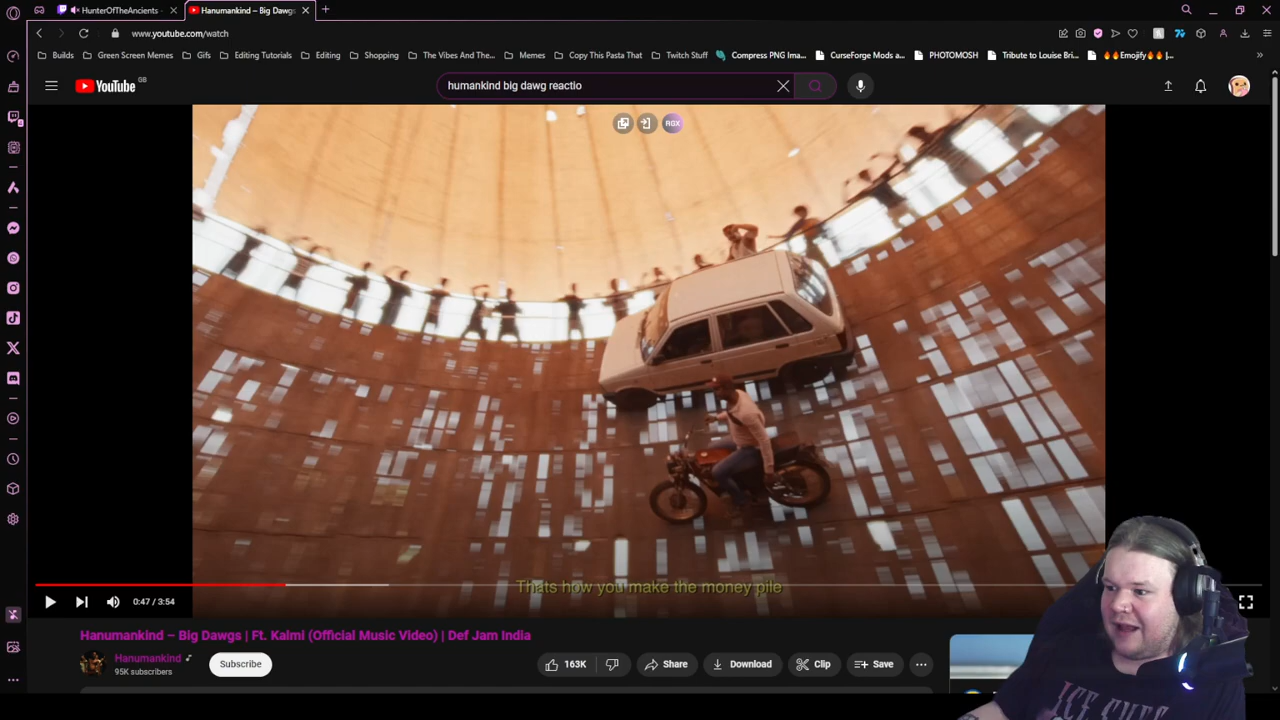 HunterOfTheAncients
Hanumankind – Big Dawgs
www.youtube.com/watch
Builds
Green Screen Memes
Gifs
Editing Tutorials
Editing
Shopping
The Vibes And The...
Memes
Copy This Pasta That
Twitch Stuff
Compress PNG Ima...
CurseForge Mods a...
PHOTOMOSH
Tribute to Louise Bri...
🔥🔥Emojify🔥🔥 |...
YouTube GB
humankind big dawg reactio
RGX
Thats how you make the money pile
0:47 / 3:54
Hanumankind – Big Dawgs | Ft. Kalmi (Official Music Video) | Def Jam India
Hanumankind
95K subscribers
Subscribe
163K
Share
Download
Clip
Save
ICE